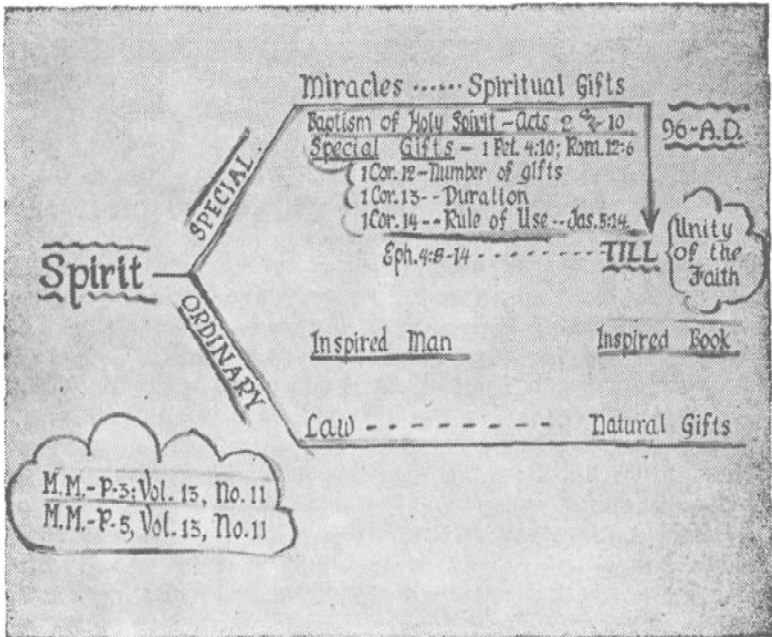 Miracles ...... Spiritual Gifts
Baptism of Holy Spirit - Acts 2 & 10
96-A.D.
Special Gifts - 1 Pet. 4:10; Rom. 12:6
1 Cor. 12 - Number of gifts
1 Cor. 13 -- Duration
1 Cor. 14 -- Rule of Use -- Jas. 5:14.
Eph. 4:8-14 - - - - - - - - - - TILL
Unity
of the
Faith
SPECIAL
Spirit
ORDINARY
Inspired Man
Inspired Book
Law - - - - - - - - - Natural Gifts
M.M.- P-3; Vol. 13, No. 11
M.M.- P-5, Vol. 13, No. 11